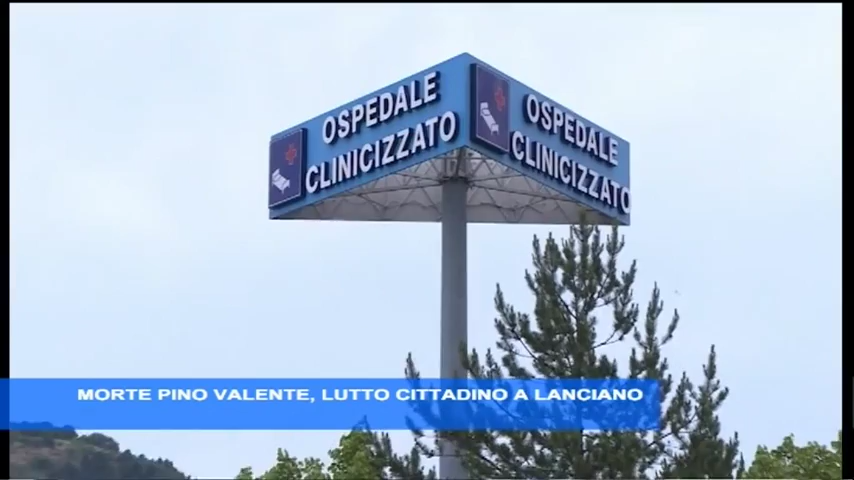 OSPEDALE
CLINICIZZATO
OSPEDALE
CLINICIZZATO
MORTE PINO VALENTE, LUTTO CITTADINO A LANCIANO